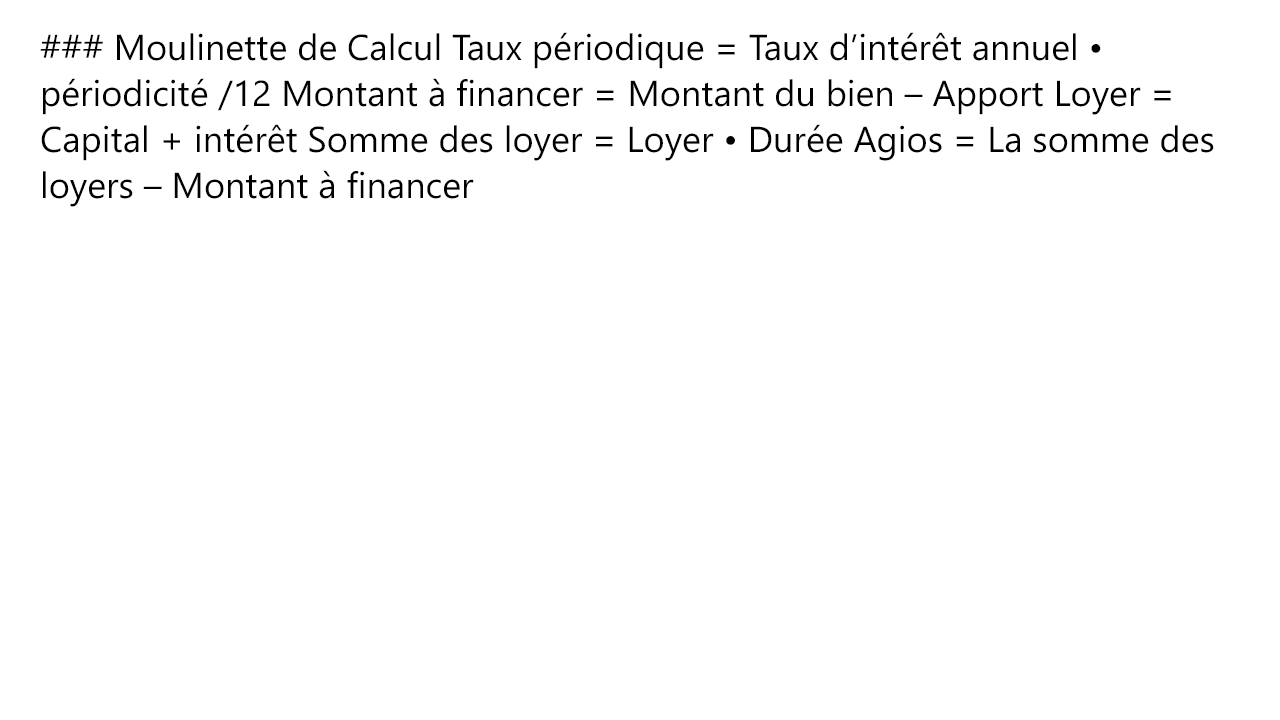 ### Moulinette de Calcul Taux périodique = Taux d’intérêt annuel •
périodicité /12 Montant à financer = Montant du bien – Apport Loyer =
Capital + intérêt Somme des loyer = Loyer • Durée Agios = La somme des
loyers – Montant à financer